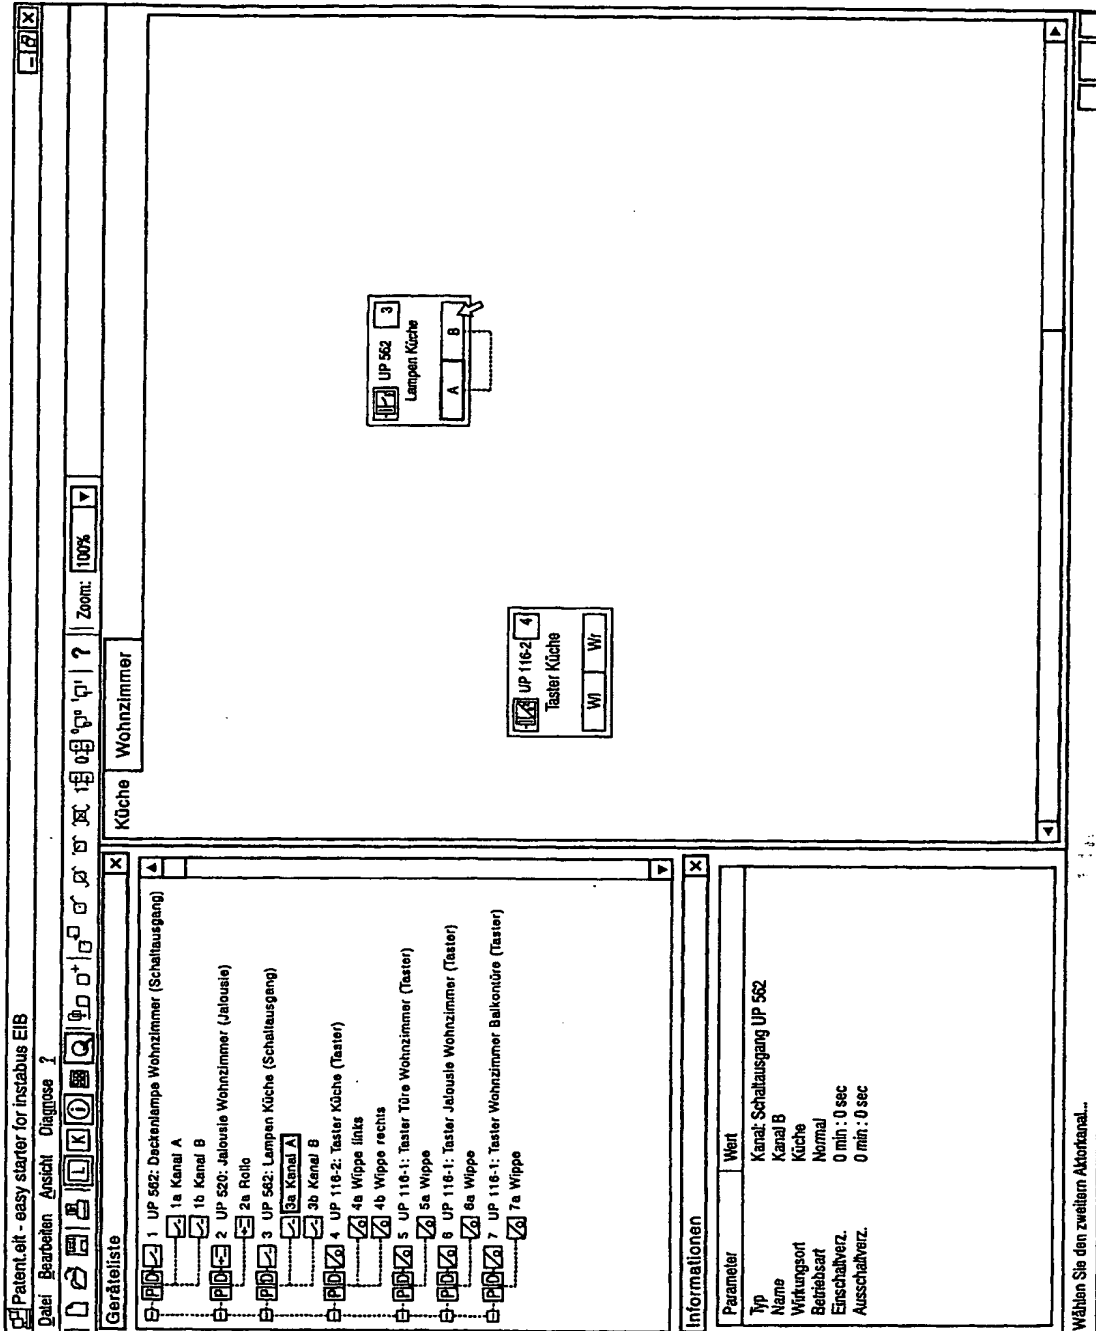 Patent.elt - easy starter for instabus EIB
Datei Bearbeiten Ansicht Diagnose ?
L K i ? Zoom: 100%
Geräteliste
P D 1 UP 562: Deckenlampe Wohnzimmer (Schaltausgang)
1a Kanal A
1b Kanal B
P D 2 UP 520: Jalousie Wohnzimmer (Jalousie)
2a Rollo
P D 3 UP 562: Lampen Küche (Schaltausgang)
3a Kanal A
3b Kanal B
P D 4 UP 116-2: Taster Küche (Taster)
4a Wippe links
4b Wippe rechts
P D 5 UP 116-1: Taster Türe Wohnzimmer (Taster)
5a Wippe
P D 6 UP 116-1: Taster Jalousie Wohnzimmer (Taster)
6a Wippe
P D 7 UP 116-1: Taster Wohnzimmer Balkontüre (Taster)
7a Wippe
Informationen
Parameter Wert
Typ Kanal: Schaltausgang UP 562
Name Kanal B
Wirkungsort Küche
Betriebsart Normal
Einschaltverz. 0 min : 0 sec
Ausschaltverz. 0 min : 0 sec
Küche Wohnzimmer
UP 116-2 4
Taster Küche
Wl Wr
UP 562 3
Lampen Küche
A B
Wählen Sie den zweitern Aktorkanal...